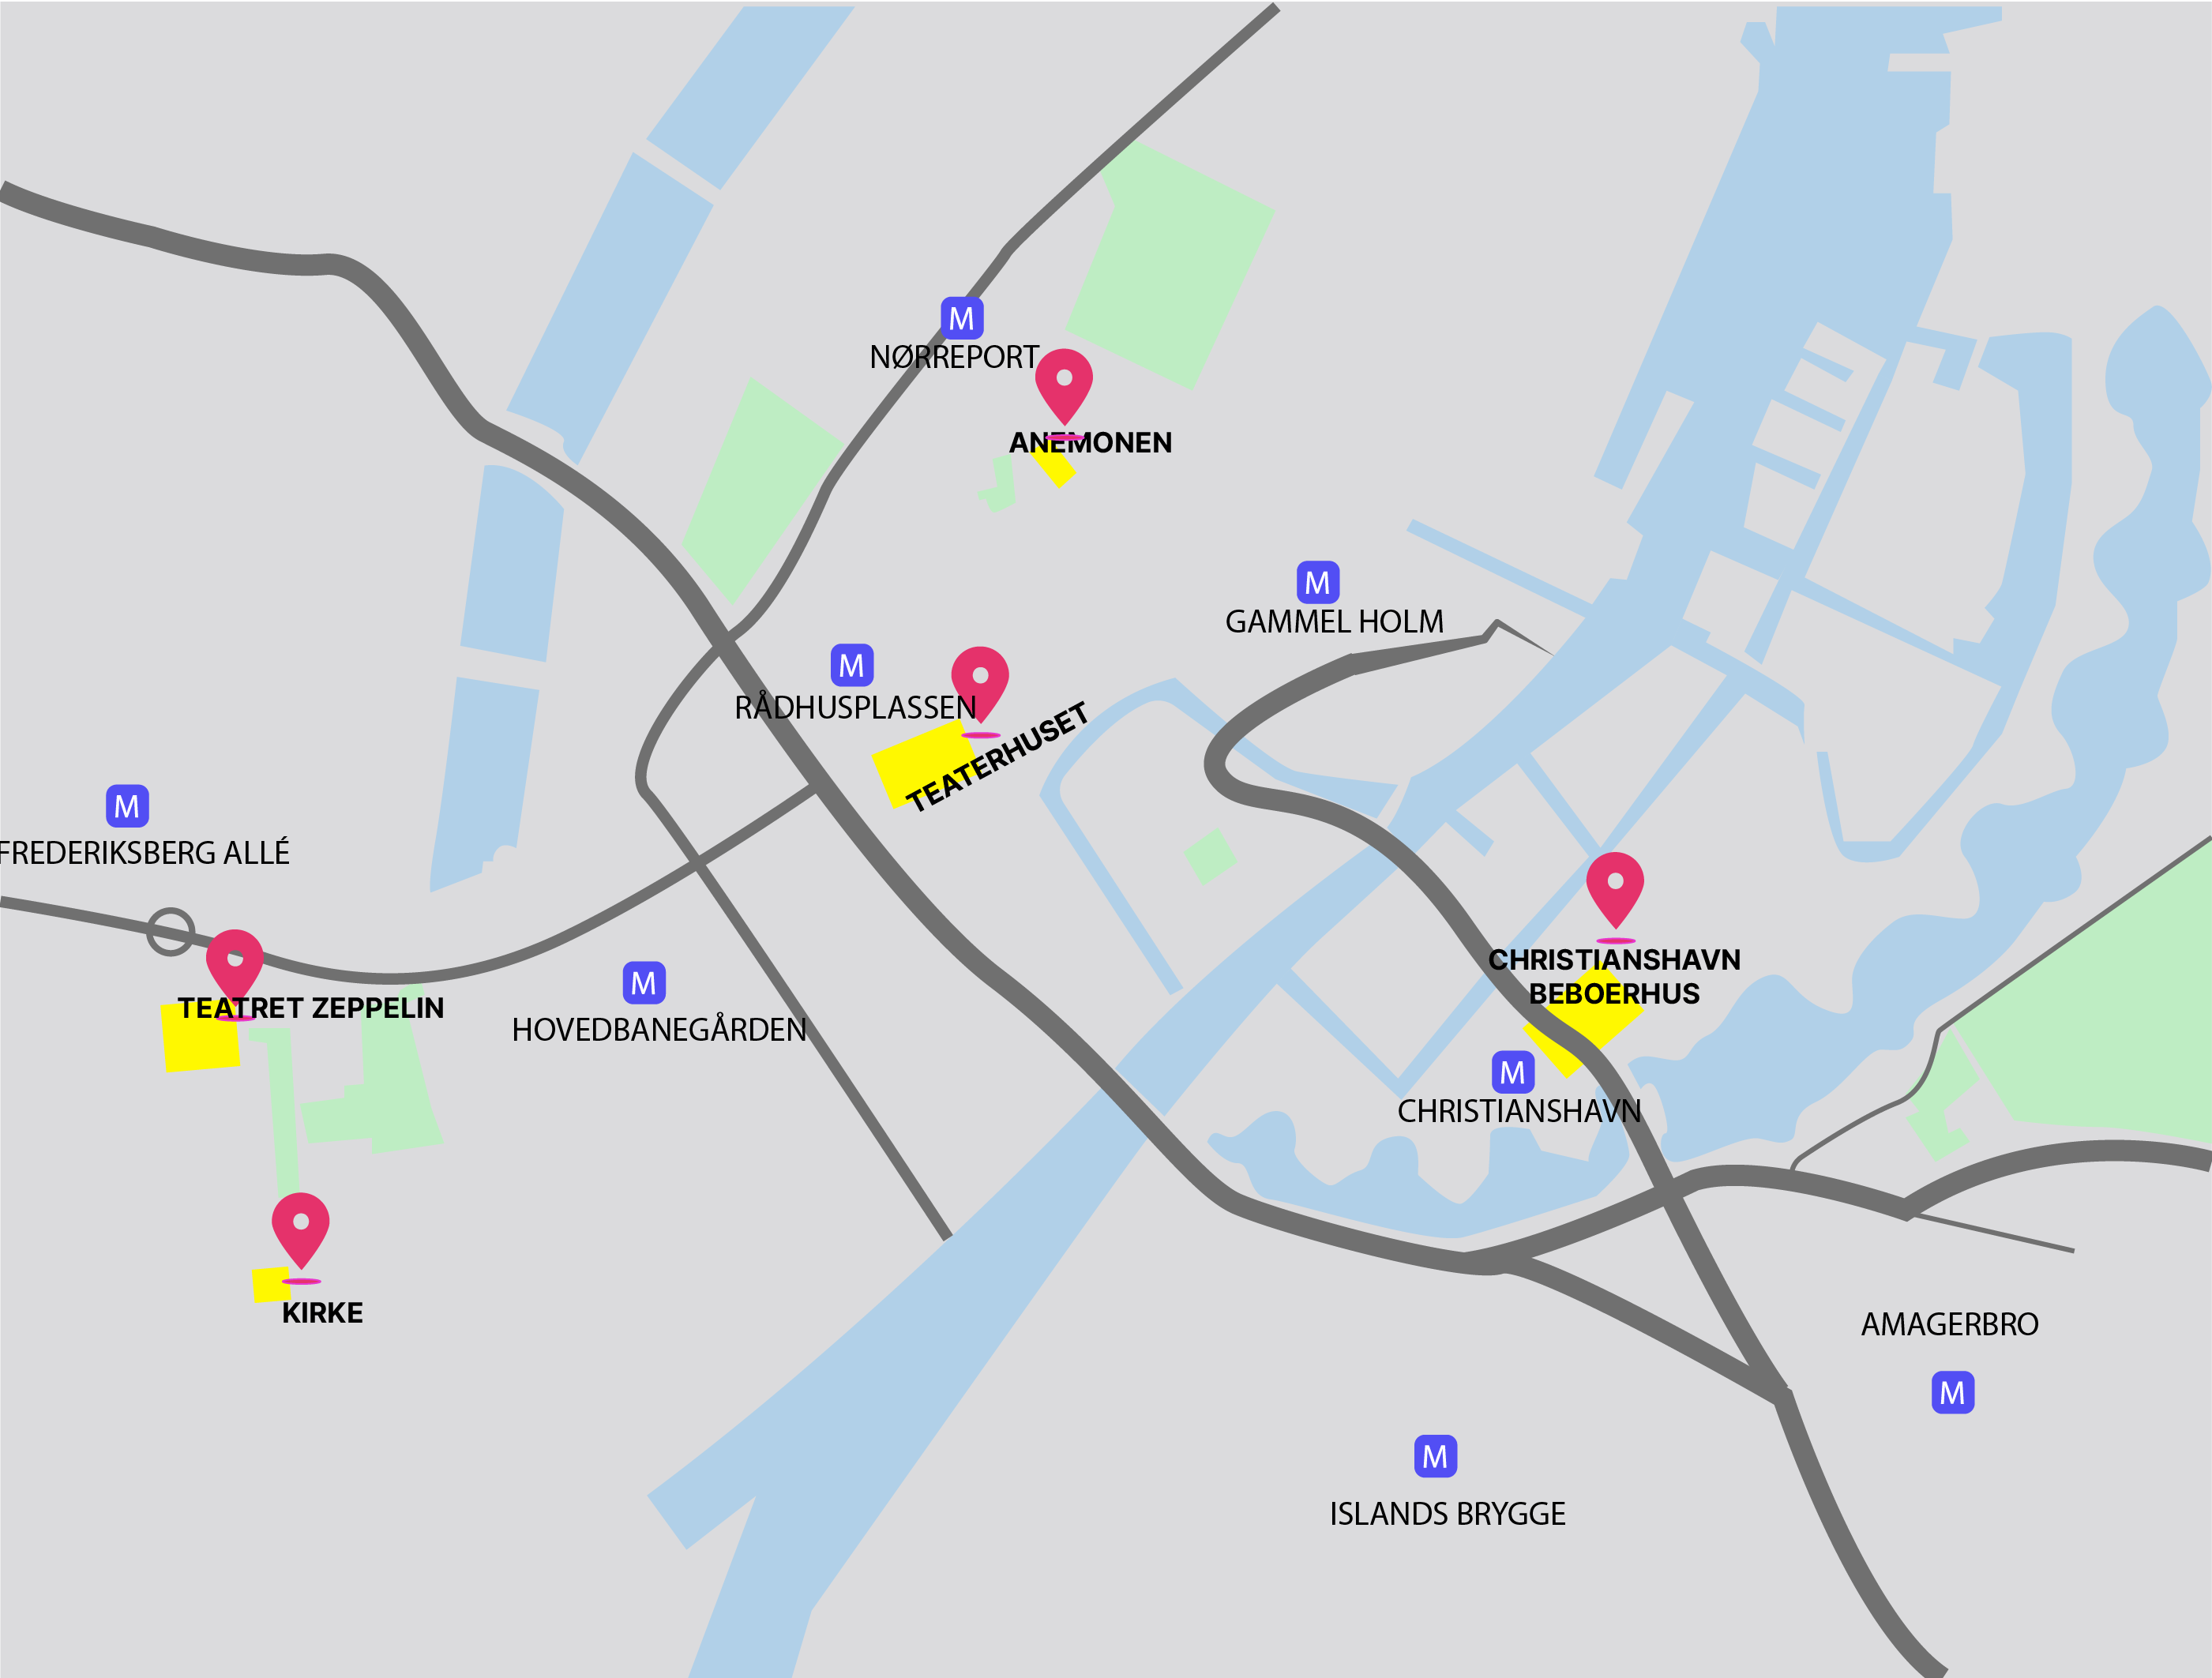 M
NØRREPORT
ANEMONEN
M
GAMMEL HOLM
M
RÅDHUSPLASSEN
TEATERHUSET
M
FREDERIKSBERG ALLÉ
CHRISTIANSHAVN
BEBOERHUS
TEATRET ZEPPELIN
M
HOVEDBANEGÅRDEN
M
CHRISTIANSHAVN
KIRKE
AMAGERBRO
M
M
ISLANDS BRYGGE